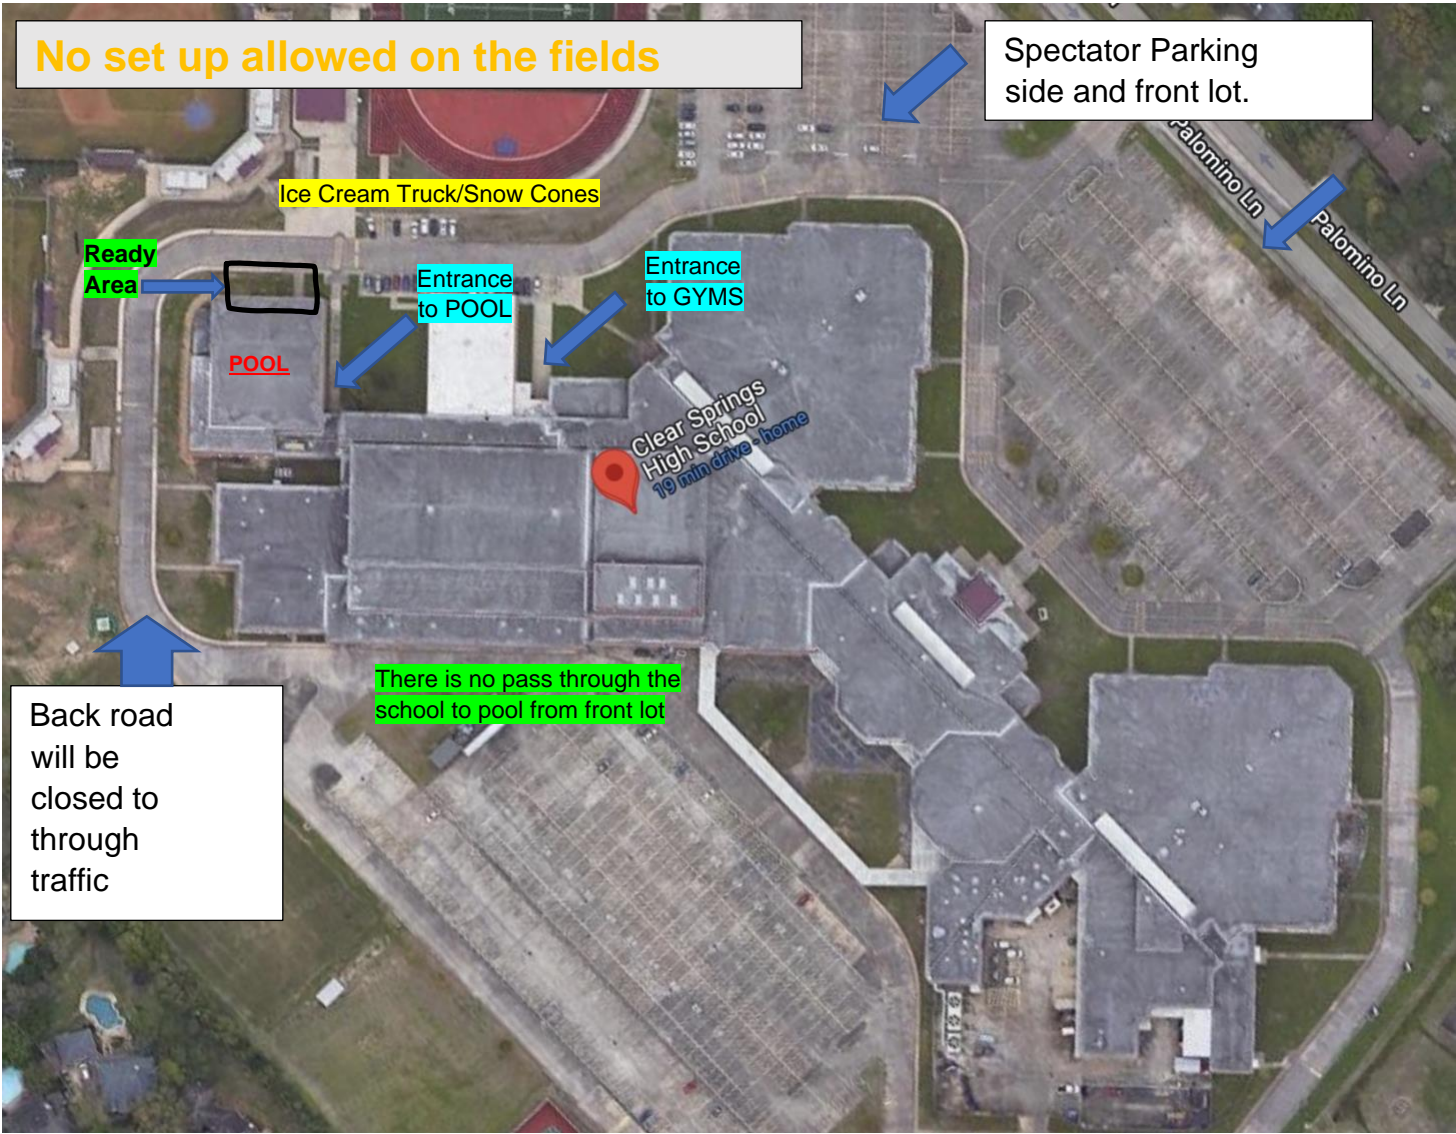 No set up allowed on the fields
Spectator Parking
side and front lot.
Palomino Ln
Palomino Ln
Ice Cream Truck/Snow Cones
Ready
Area
Entrance
to POOL
Entrance
to GYMS
POOL
Clear Springs
High School
19 min drive - home
There is no pass through the
school to pool from front lot
Back road
will be
closed to
through
traffic